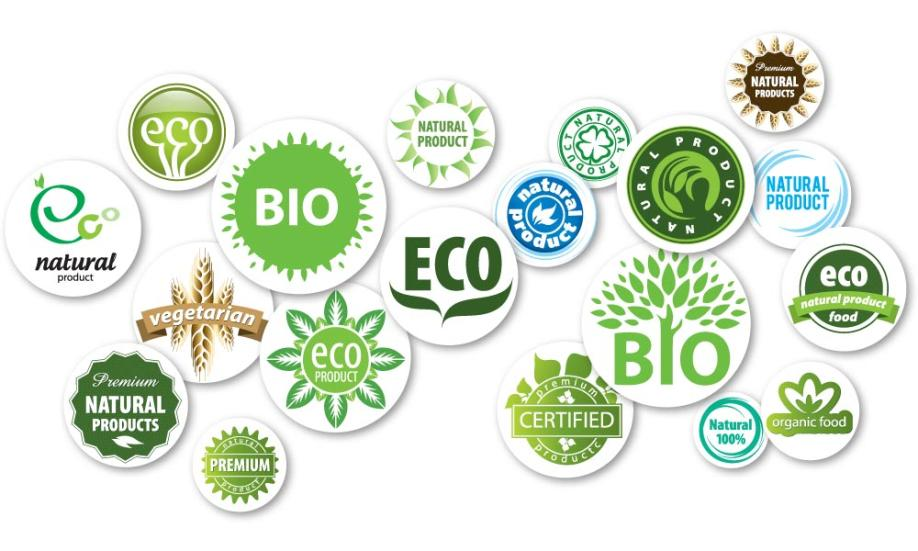 Premium
NATURAL
PRODUCTS
eco
NATURAL
PRODUCT
NATURAL PRODUCT
NATURAL PRODUCT
BIO
natural
product
NATURAL
PRODUCT
eco
natural
product
ECO
eco
natural product
food
vegetarian
eco
PRODUCT
BIO
Premium
NATURAL
PRODUCTS
premium
CERTIFIED
productc
Natural
100%
organic food
natural
PREMIUM
product